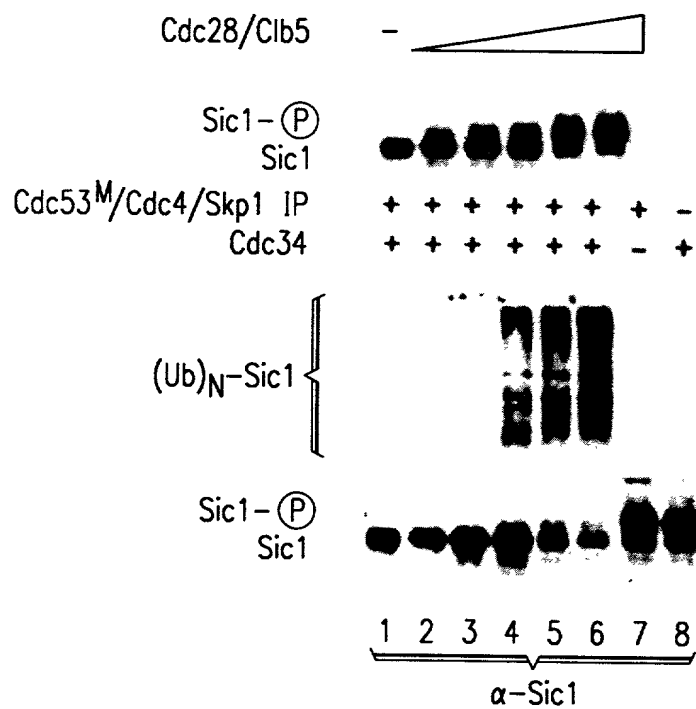 Cdc28/Clb5 -
Sic1-Ⓟ
Sic1
Cdc53ᴹ/Cdc4/Skp1 IP + + + + + + + -
Cdc34 + + + + + + - +
(Ub)N-Sic1
Sic1-Ⓟ
Sic1
1 2 3 4 5 6 7 8
α-Sic1